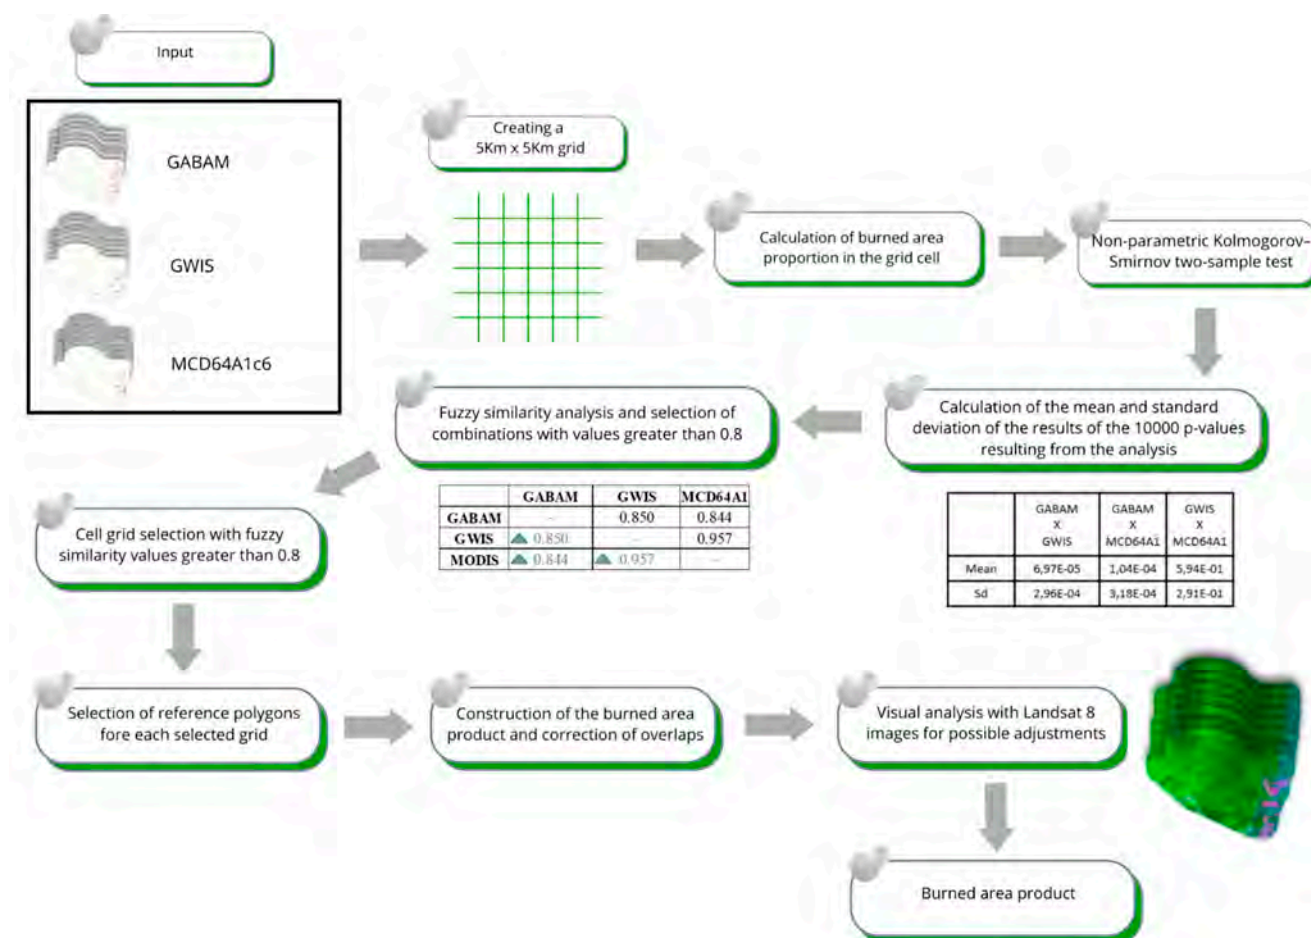 Input
GABAM
GWIS
MCD64A1c6
Creating a
5Km x 5Km grid
Calculation of burned area
proportion in the grid cell
Non-parametric Kolmogorov–
Smirnov two-sample test
Calculation of the mean and standard
deviation of the results of the 10000 p-values
resulting from the analysis
GABAM X GWIS GABAM X MCD64A1 GWIS X MCD64A1
Mean 6,97E-05 1,04E-04 5,94E-01
Sd 2,96E-04 3,18E-04 2,91E-01
Fuzzy similarity analysis and selection of
combinations with values greater than 0.8
GABAM GWIS MCD64A1
GABAM – 0.850 0.844
GWIS 0.850 – 0.957
MODIS 0.844 0.957 –
Cell grid selection with fuzzy
similarity values greater than 0.8
Selection of reference polygons
fore each selected grid
Construction of the burned area
product and correction of overlaps
Visual analysis with Landsat 8
images for possible adjustments
Burned area product